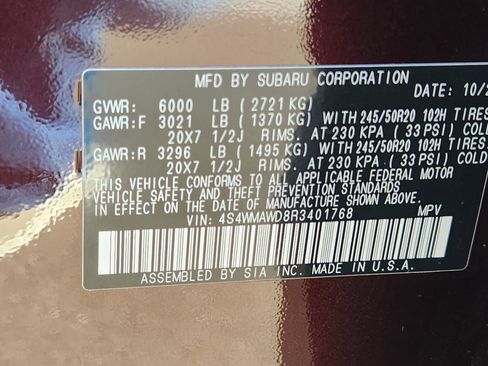 MFD BY SUBARU CORPORATION DATE: 10/2
GVWR: 6000 LB (2721 KG)
GAWR:F 3021 LB (1370 KG) WITH 245/50R20 102H TIRES
20X7 1/2J RIMS, AT 230 KPA (33 PSI) COLD
GAWR:R 3296 LB (1495 KG) WITH 245/50R20 102H TIRES
20X7 1/2J RIMS, AT 230 KPA (33 PSI) COLD
THIS VEHICLE CONFORMS TO ALL APPLICABLE FEDERAL MOTOR
VEHICLE SAFETY AND THEFT PREVENTION STANDARDS
IN EFFECT ON THE DATE OF MANUFACTURE SHOWN ABOVE.
VIN: 4S4WMAWD8R3401768 MPV
ASSEMBLED BY SIA INC. MADE IN U.S.A.